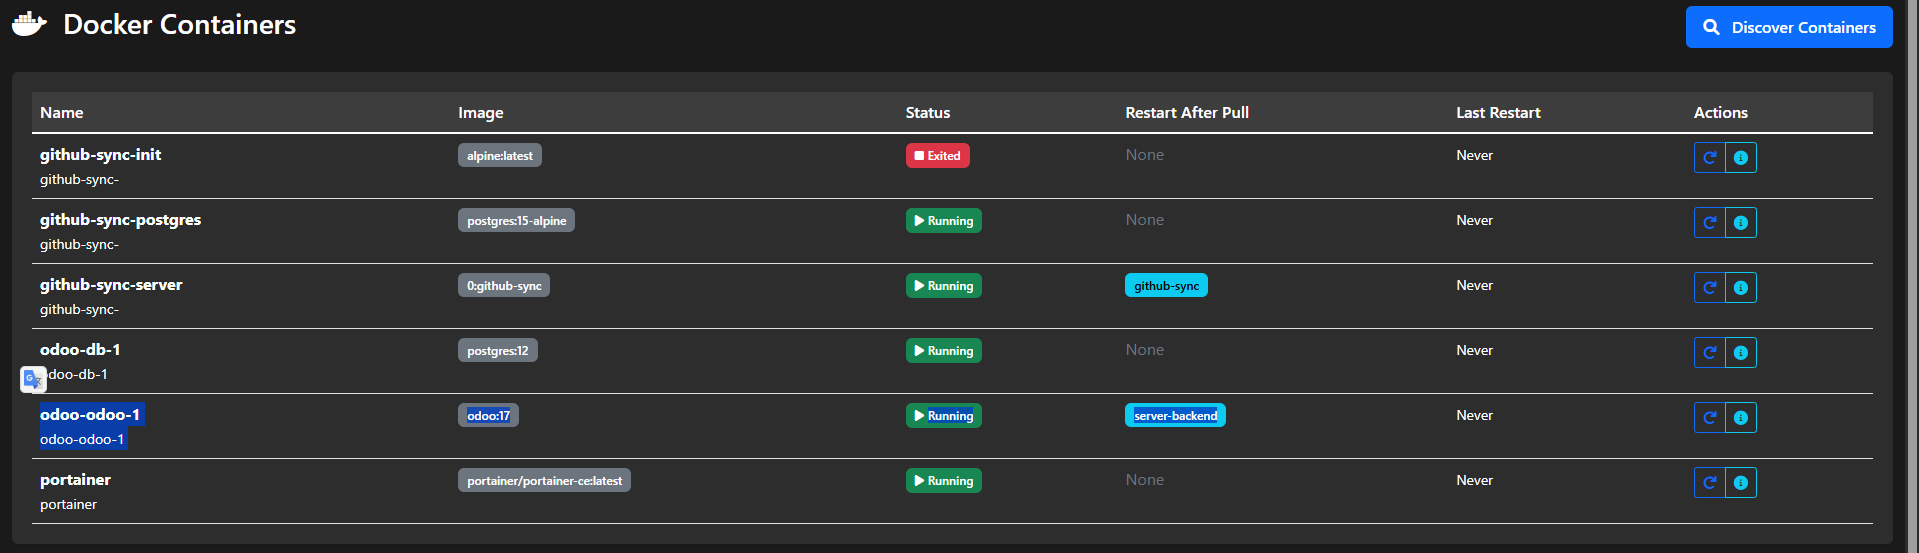 Docker Containers
Discover Containers
Name Image Status Restart After Pull Last Restart Actions
github-sync-init alpine:latest Exited None Never
github-sync-
github-sync-postgres postgres:15-alpine Running None Never
github-sync-
github-sync-server 0:github-sync Running github-sync Never
github-sync-
odoo-db-1 postgres:12 Running None Never
doo-db-1
odoo-odoo-1 odoo:17 Running server-backend Never
odoo-odoo-1
portainer portainer/portainer-ce:latest Running None Never
portainer